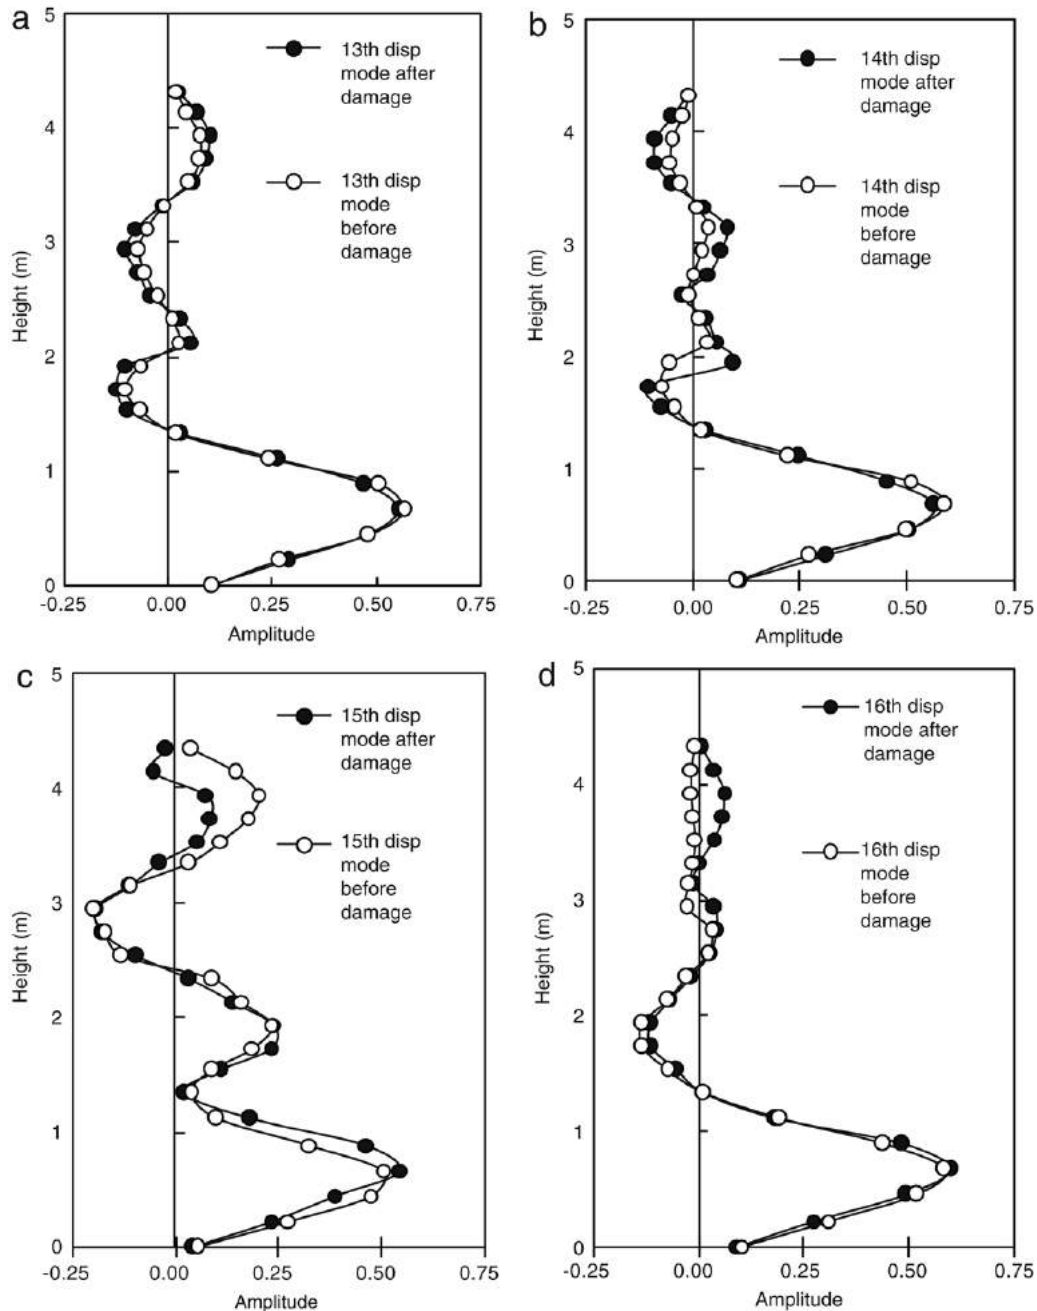 a
5
4
3
2
1
0
Height (m)
-0.25 0.00 0.25 0.50 0.75
Amplitude
13th disp
mode after
damage
13th disp
mode
before
damage
b
5
4
3
2
1
0
Height (m)
-0.25 0.00 0.25 0.50 0.75
Amplitude
14th disp
mode after
damage
14th disp
mode
before
damage
c
5
4
3
2
1
0
Height (m)
-0.25 0.00 0.25 0.50 0.75
Amplitude
15th disp
mode after
damage
15th disp
mode
before
damage
d
5
4
3
2
1
0
Height (m)
-0.25 0.00 0.25 0.50 0.75
Amplitude
16th disp
mode after
damage
16th disp
mode
before
damage